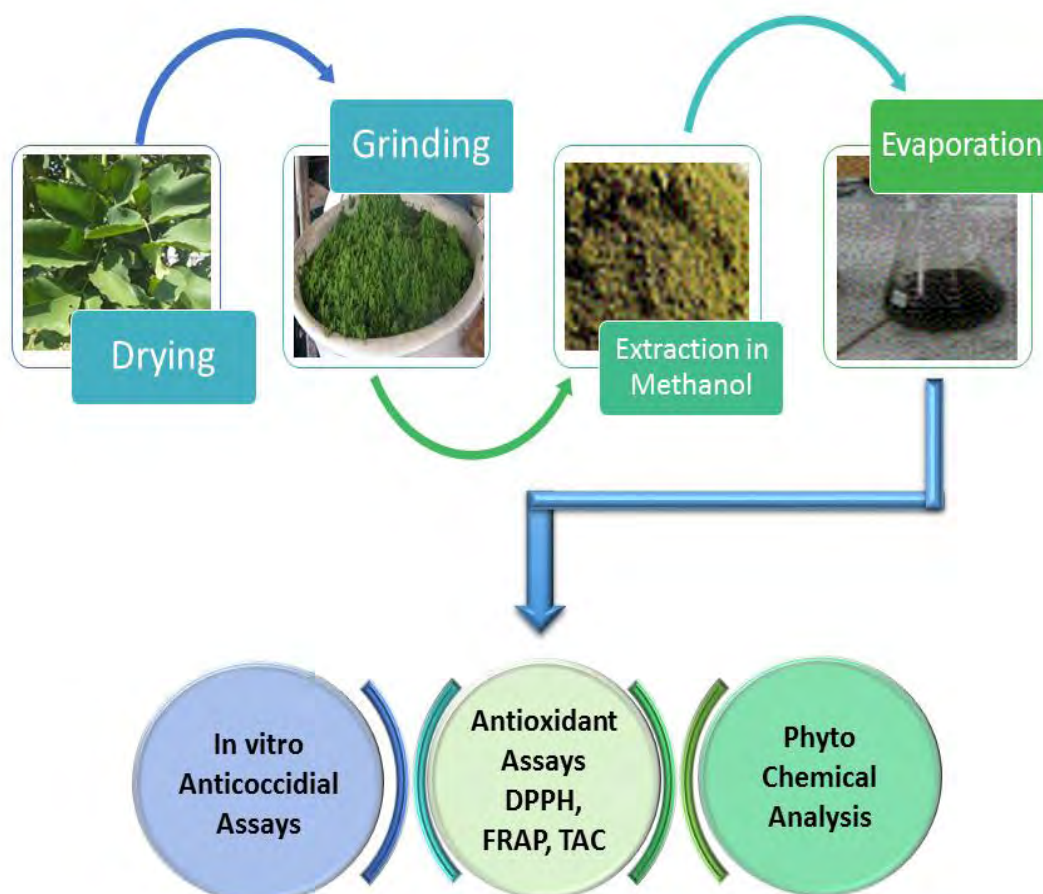 Grinding
Evaporation
Drying
Extraction in
Methanol
In vitro
Anticoccidial
Assays
Antioxidant
Assays
DPPH,
FRAP, TAC
Phyto
Chemical
Analysis